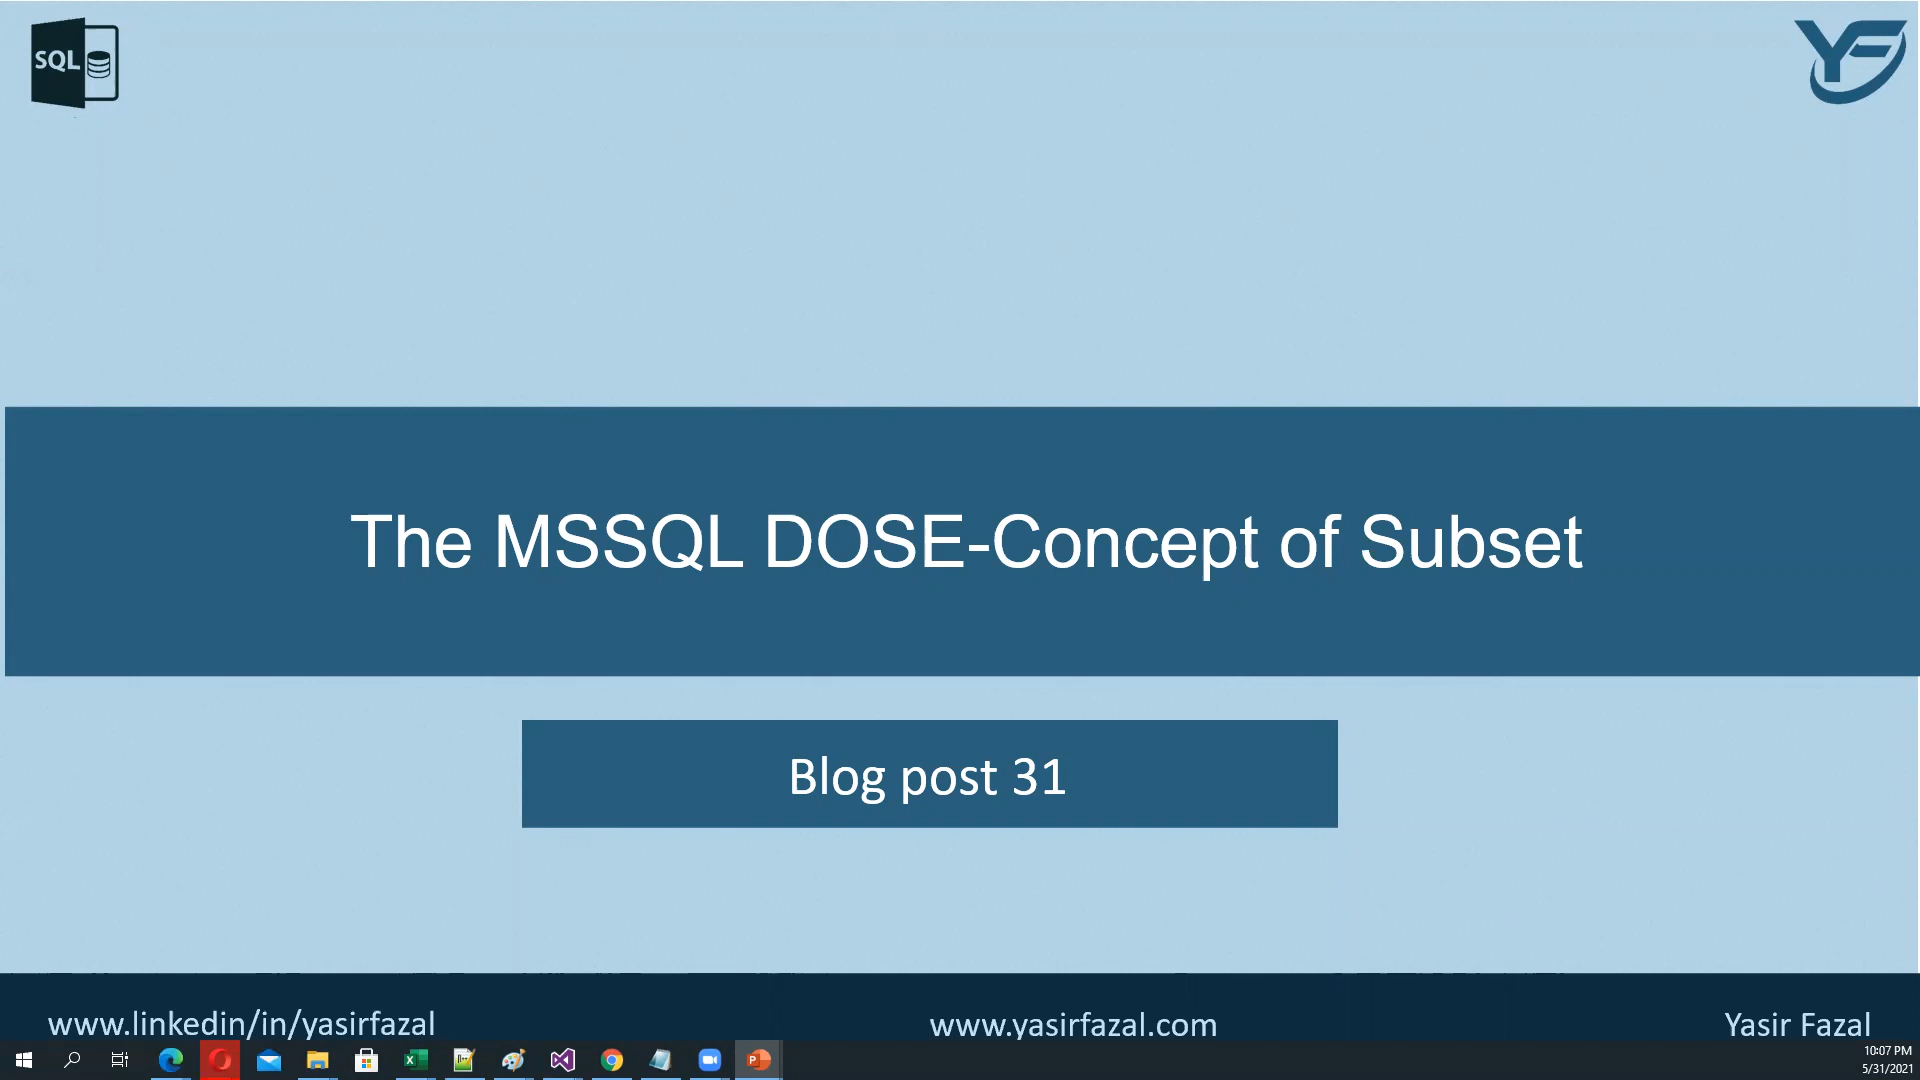 SQL
YF
The MSSQL DOSE-Concept of Subset
Blog post 31
www.linkedin/in/yasirfazal
www.yasirfazal.com
Yasir Fazal
10:07 PM
5/31/2021